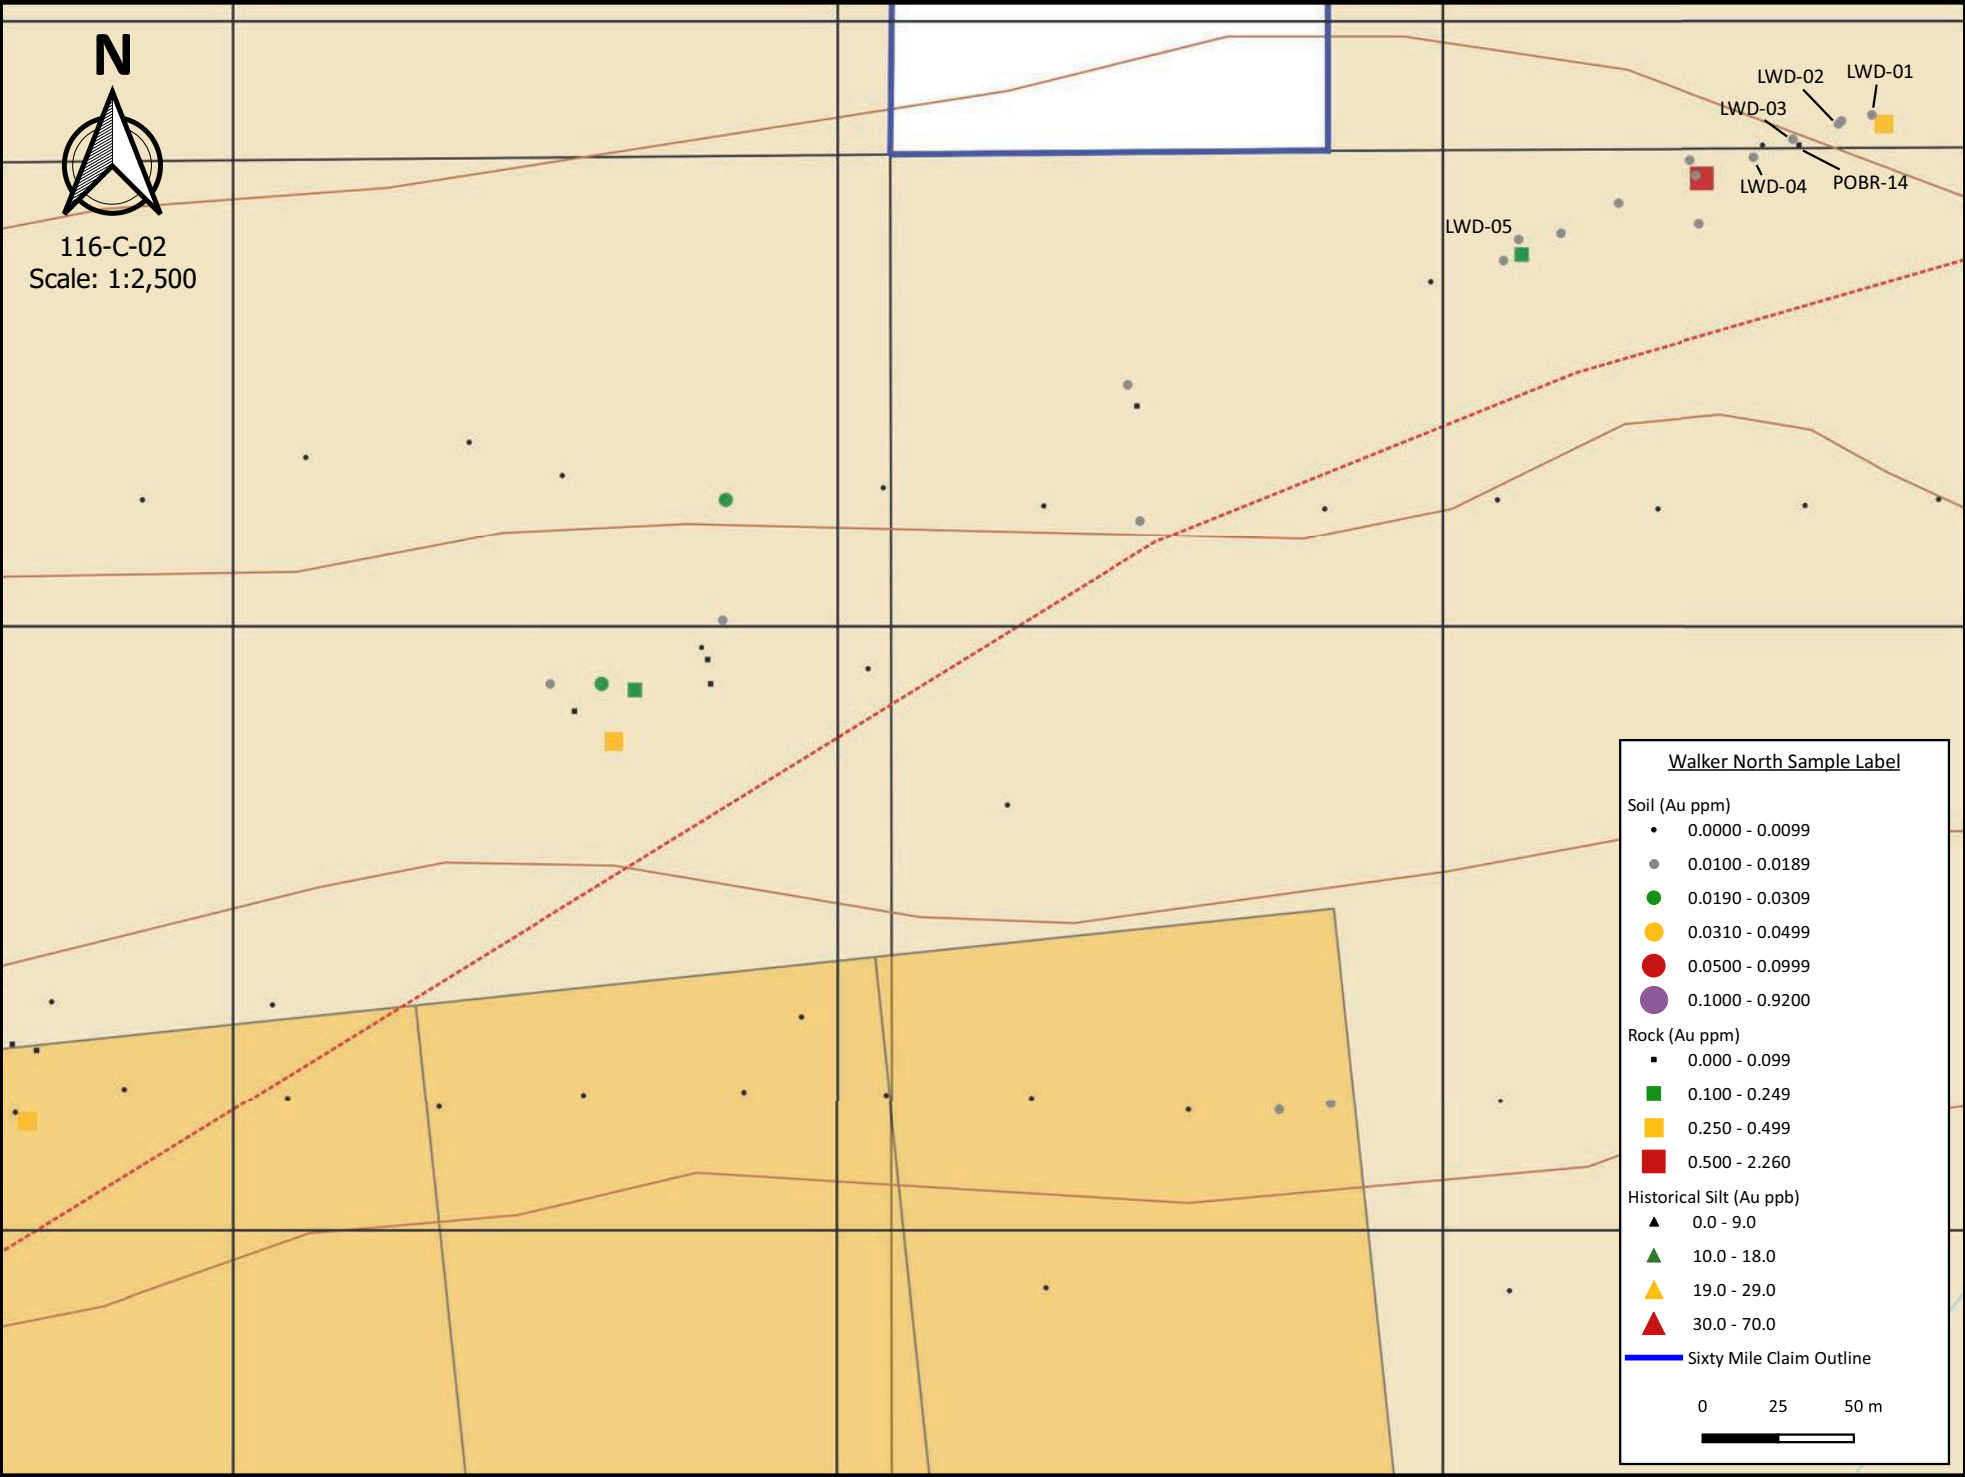 N
116-C-02
Scale: 1:2,500
LWD-01
LWD-02
LWD-03
LWD-04
POBR-14
LWD-05
Walker North Sample Label
Soil (Au ppm)
0.0000 - 0.0099
0.0100 - 0.0189
0.0190 - 0.0309
0.0310 - 0.0499
0.0500 - 0.0999
0.1000 - 0.9200
Rock (Au ppm)
0.000 - 0.099
0.100 - 0.249
0.250 - 0.499
0.500 - 2.260
Historical Silt (Au ppb)
0.0 - 9.0
10.0 - 18.0
19.0 - 29.0
30.0 - 70.0
Sixty Mile Claim Outline
0 25 50 m